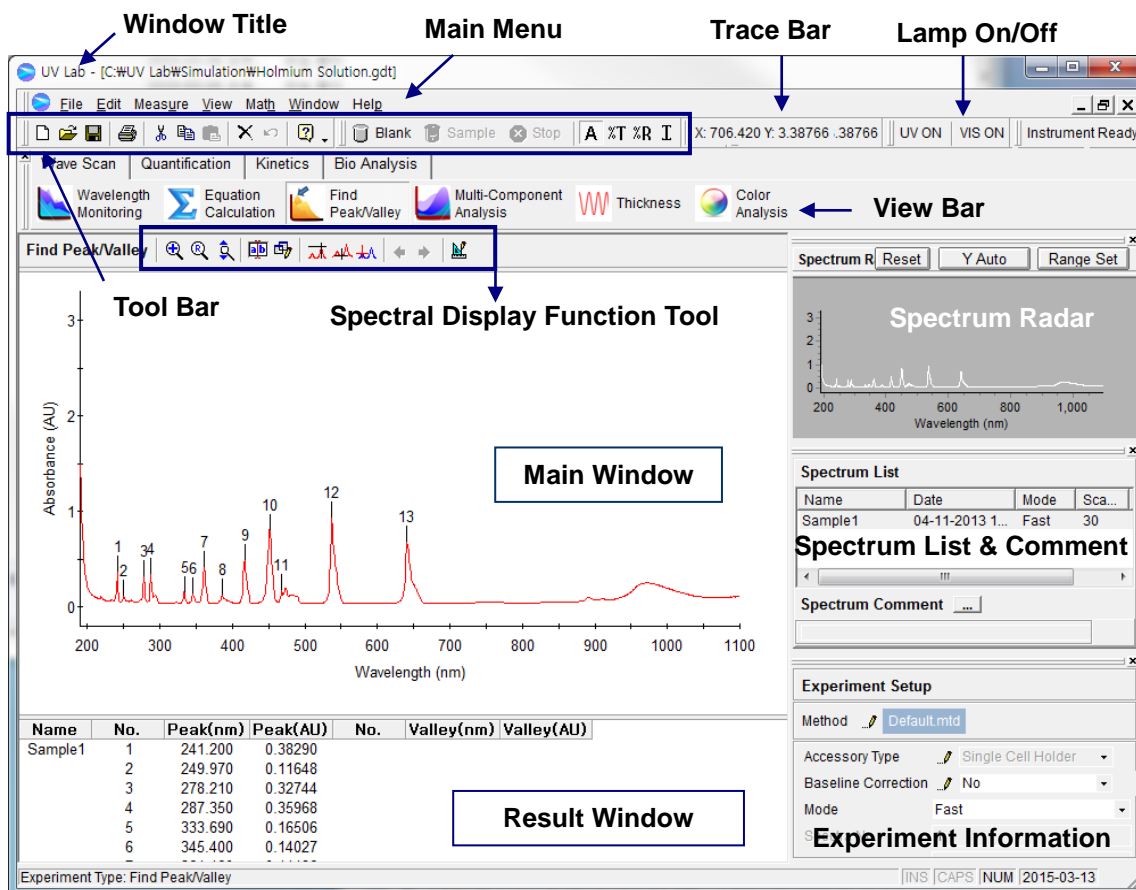 Window Title
Main Menu
Trace Bar
Lamp On/Off
UV Lab - [C:₩UV Lab₩Simulation₩Holmium Solution.gdt]
File Edit Measure View Math Window Help
Blank Sample Stop A %T %R I X: 706.420 Y: 3.38766 .38766 UV ON VIS ON Instrument Ready
Wave Scan Quantification Kinetics Bio Analysis
Wavelength Monitoring
Equation Calculation
Find Peak/Valley
Multi-Component Analysis
Thickness
Color Analysis
View Bar
Find Peak/Valley
Tool Bar
Spectral Display Function Tool
Spectrum R Reset Y Auto Range Set
Spectrum Radar
3
2
1
0
200 400 600 800 1,000
Wavelength (nm)
Absorbance (AU)
3
2
1
0
1 2 3 4 5 6 7 8 9 10 11 12 13
200 300 400 500 600 700 800 900 1000 1100
Wavelength (nm)
Main Window
Spectrum List
Name Date Mode Sca...
Sample1 04-11-2013 1... Fast 30
Spectrum List & Comment
Spectrum Comment ...
Experiment Setup
Method Default.mtd
Accessory Type Single Cell Holder
Baseline Correction No
Mode Fast
Experiment Information
Name No. Peak(nm) Peak(AU) No. Valley(nm) Valley(AU)
Sample1 1 241.200 0.38290
2 249.970 0.11648
3 278.210 0.32744
4 287.350 0.35968
5 333.690 0.16506
6 345.400 0.14027
Result Window
Experiment Type: Find Peak/Valley
INS CAPS NUM 2015-03-13